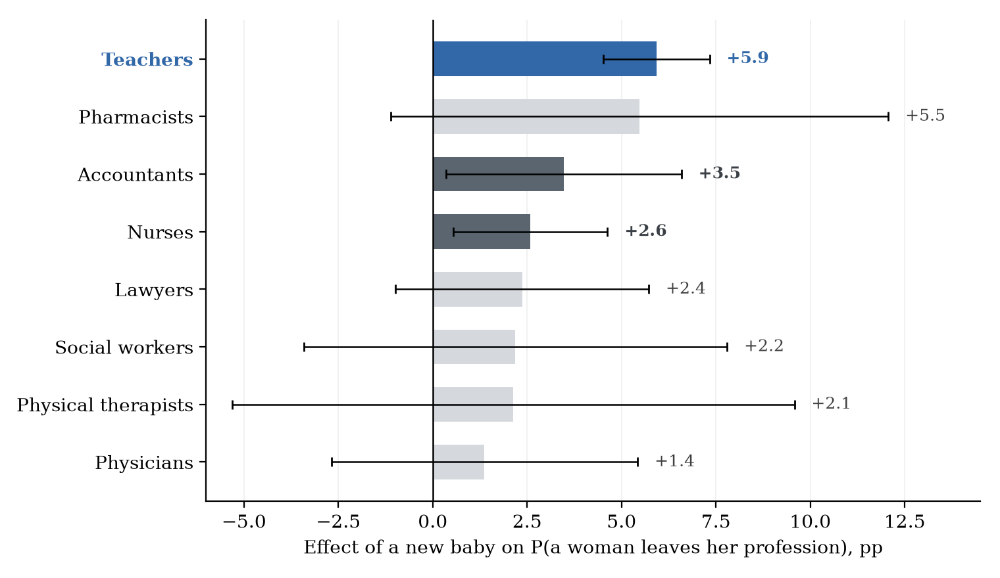 Teachers +5.9
Pharmacists +5.5
Accountants +3.5
Nurses +2.6
Lawyers +2.4
Social workers +2.2
Physical therapists +2.1
Physicians +1.4
−5.0 −2.5 0.0 2.5 5.0 7.5 10.0 12.5
Effect of a new baby on P(a woman leaves her profession), pp